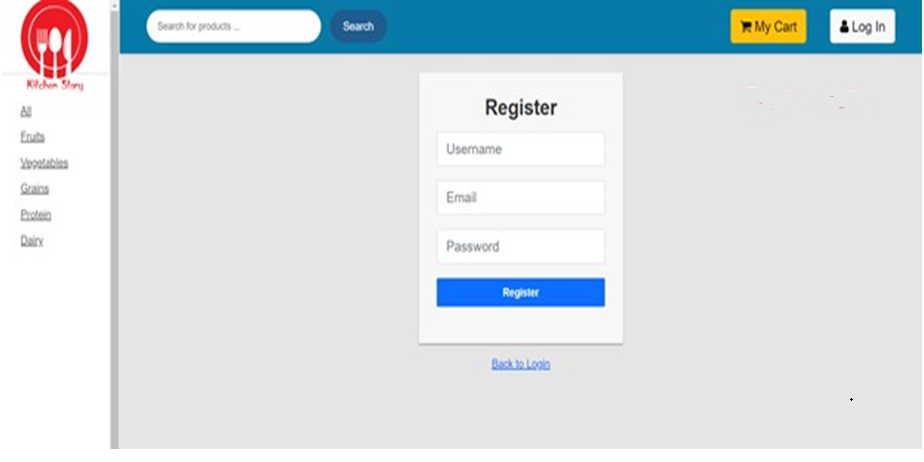 Kitchen Story
All
Fruits
Vegetables
Grains
Protein
Dairy
Search for products ...
Search
My Cart
Log In
Register
Username
Email
Password
Register
Back to Login